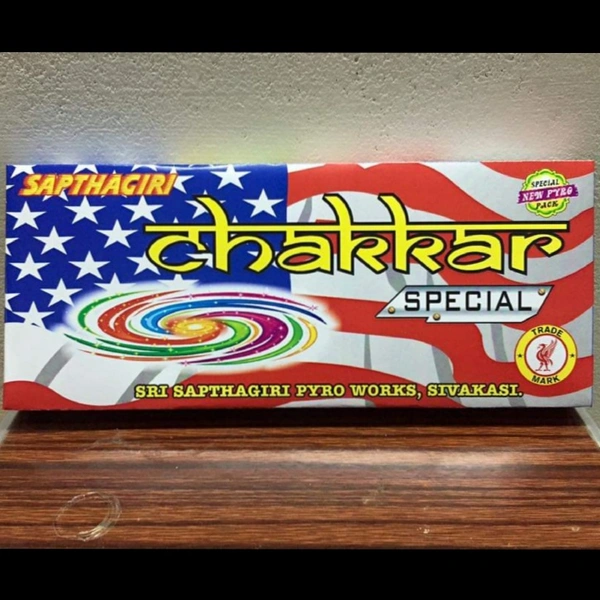 SAPTHAGIRI
SPECIAL
NEW PYRO
PACK
chakkar
SPECIAL
TRADE
MARK
SRI SAPTHAGIRI PYRO WORKS, SIVAKASI.